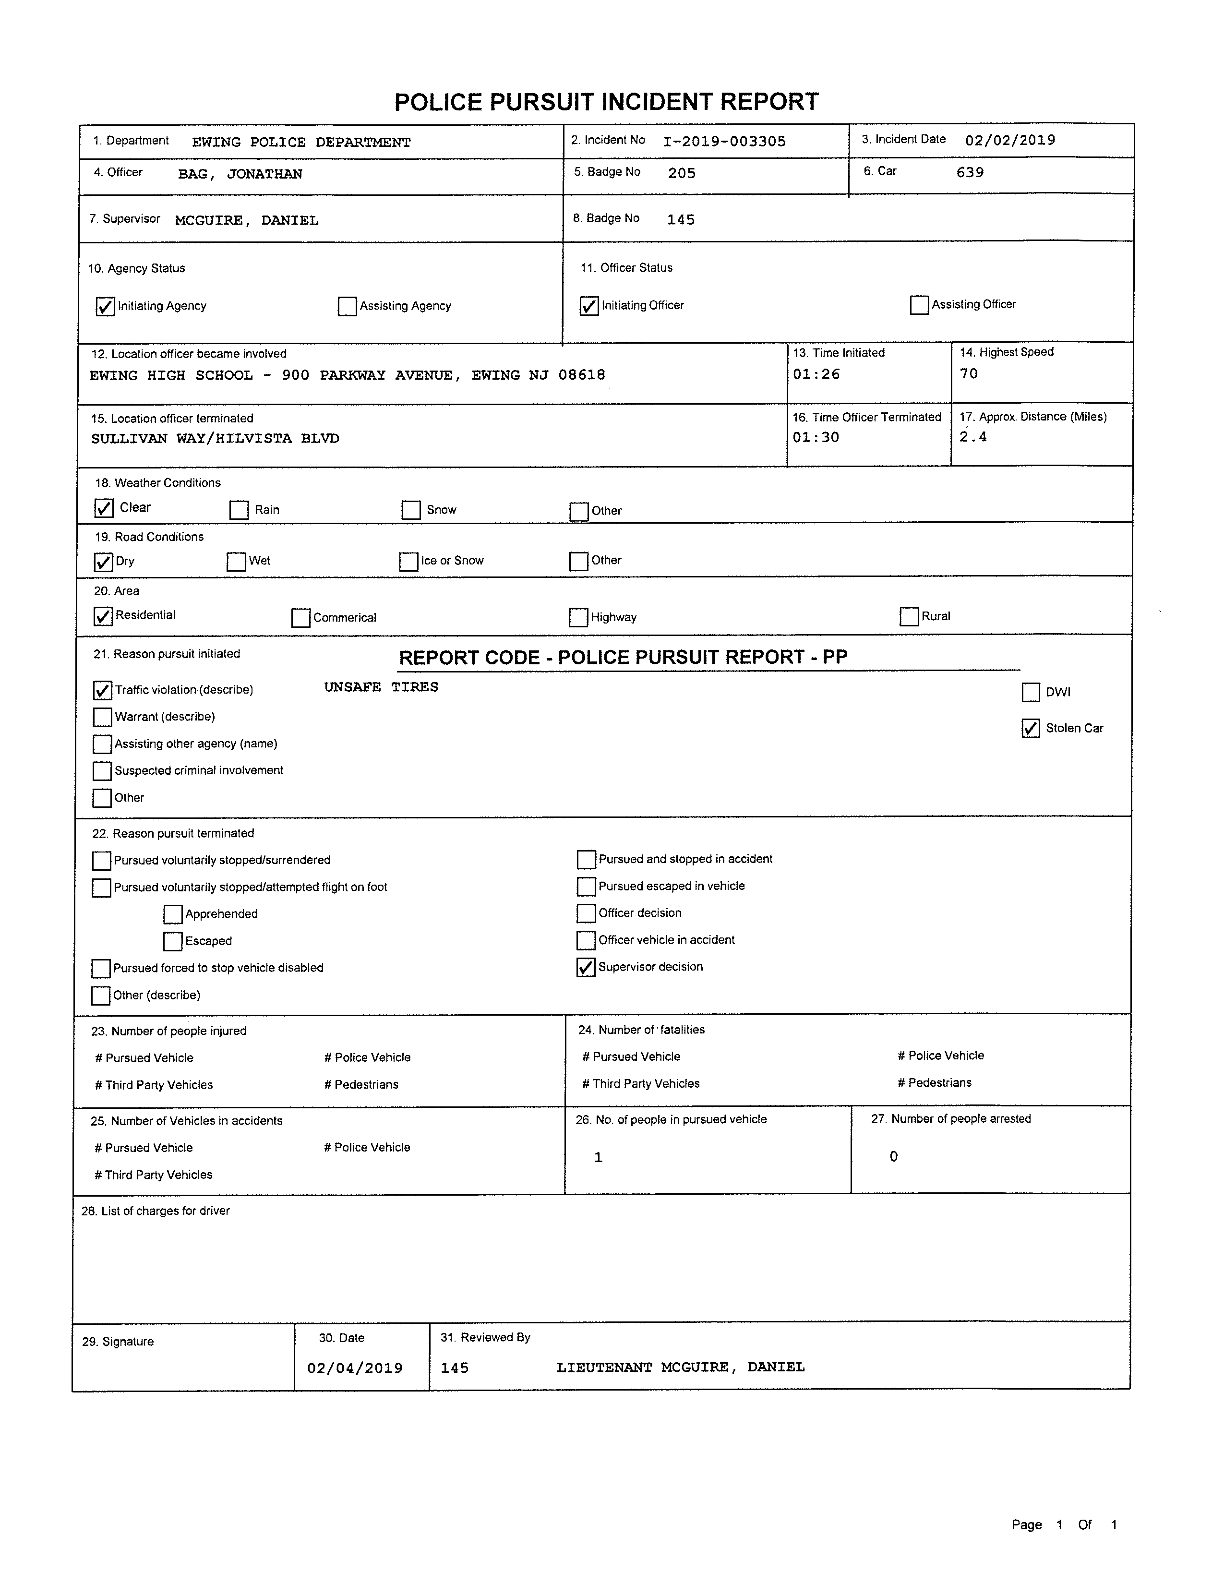 POLICE PURSUIT INCIDENT REPORT
1. Department EWING POLICE DEPARTMENT 2. Incident No I-2019-003305 3. Incident Date 02/02/2019
4. Officer BAG, JONATHAN 5. Badge No 205 6. Car 639
7. Supervisor MCGUIRE, DANIEL 8. Badge No 145
10. Agency Status 11. Officer Status
Initiating Agency Assisting Agency Initiating Officer Assisting Officer
12. Location officer became involved 13. Time Initiated 14. Highest Speed
EWING HIGH SCHOOL - 900 PARKWAY AVENUE, EWING NJ 08618 01:26 70
15. Location officer terminated 16. Time Officer Terminated 17. Approx. Distance (Miles)
SULLIVAN WAY/HILVISTA BLVD 01:30 2.4
18. Weather Conditions
Clear Rain Snow Other
19. Road Conditions
Dry Wet Ice or Snow Other
20. Area
Residential Commerical Highway Rural
21. Reason pursuit initiated REPORT CODE - POLICE PURSUIT REPORT - PP
Traffic violation (describe) UNSAFE TIRES DWI
Warrant (describe)
Stolen Car
Assisting other agency (name)
Suspected criminal involvement
Other
22. Reason pursuit terminated
Pursued voluntarily stopped/surrendered Pursued and stopped in accident
Pursued voluntarily stopped/attempted flight on foot Pursued escaped in vehicle
Apprehended Officer decision
Escaped Officer vehicle in accident
Pursued forced to stop vehicle disabled Supervisor decision
Other (describe)
23. Number of people injured 24. Number of fatalities
# Pursued Vehicle # Police Vehicle # Pursued Vehicle # Police Vehicle
# Third Party Vehicles # Pedestrians # Third Party Vehicles # Pedestrians
25. Number of Vehicles in accidents 26. No. of people in pursued vehicle 27. Number of people arrested
# Pursued Vehicle # Police Vehicle
1 0
# Third Party Vehicles
28. List of charges for driver
29. Signature 30. Date 31. Reviewed By
02/04/2019 145 LIEUTENANT MCGUIRE, DANIEL
Page 1 Of 1